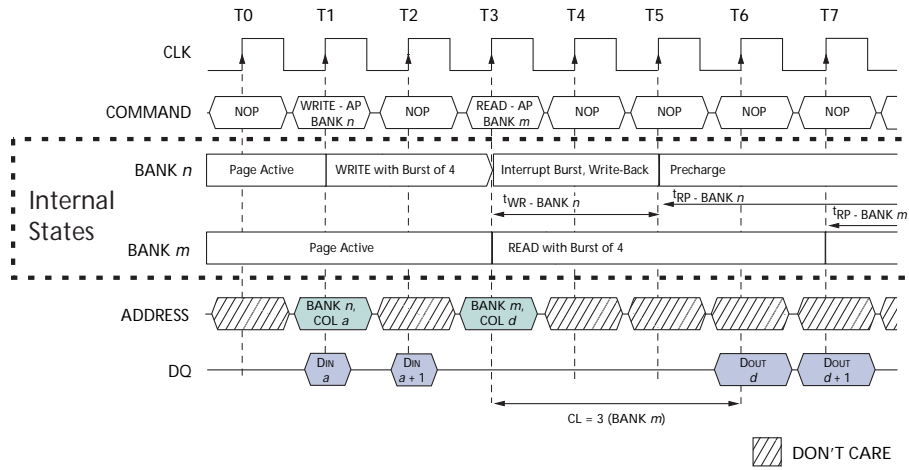 T0 T1 T2 T3 T4 T5 T6 T7
CLK
COMMAND NOP WRITE - AP BANK n NOP READ - AP BANK m NOP NOP NOP NOP
Internal States
BANK n Page Active WRITE with Burst of 4 Interrupt Burst, Write-Back Precharge
tWR - BANK n tRP - BANK n
tRP - BANK m
BANK m Page Active READ with Burst of 4
ADDRESS BANK n, COL a BANK m, COL d
DQ DIN a DIN a + 1 DOUT d DOUT d + 1
CL = 3 (BANK m)
DON'T CARE